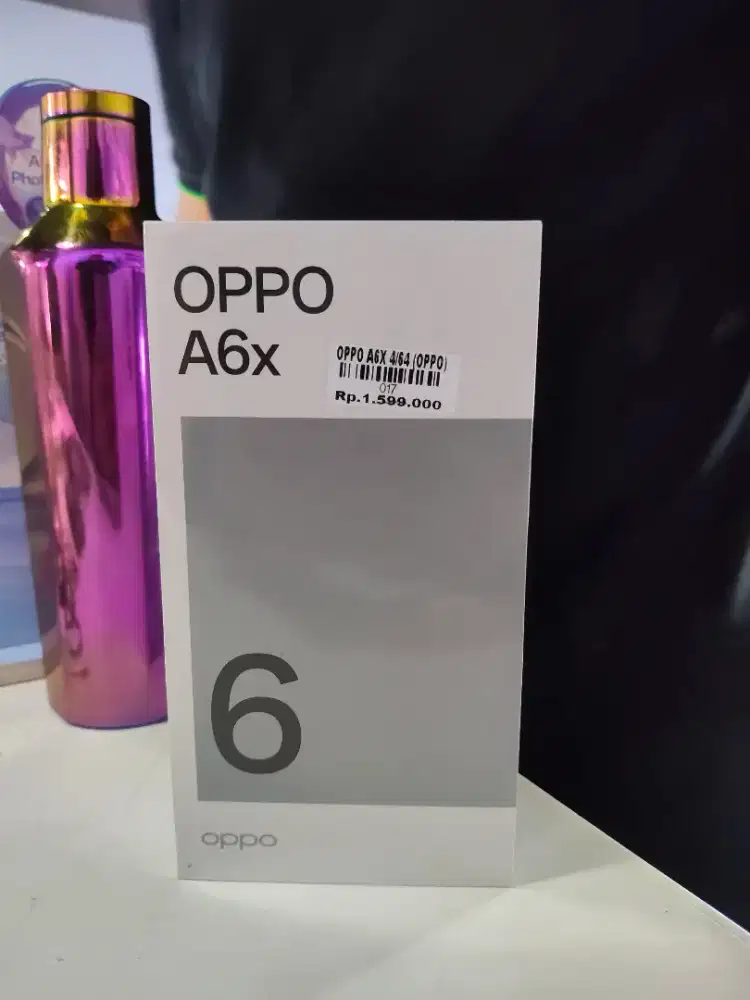 OPPO
A6x
OPPO A6X 4/64 (OPPO)
017
Rp.1.599.000
6
oppo